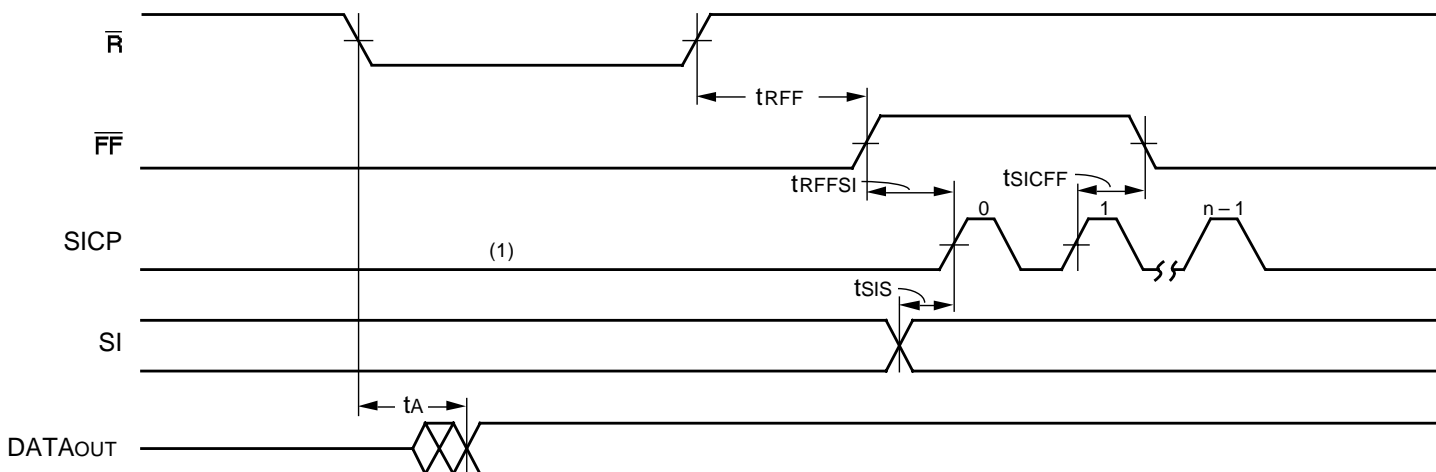 R
tRFF
FF
tRFFSI
tSICFF
0
1
n – 1
SICP
(1)
tSIS
SI
tA
DATAOUT